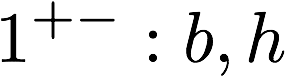 1⁺⁻ : b, h